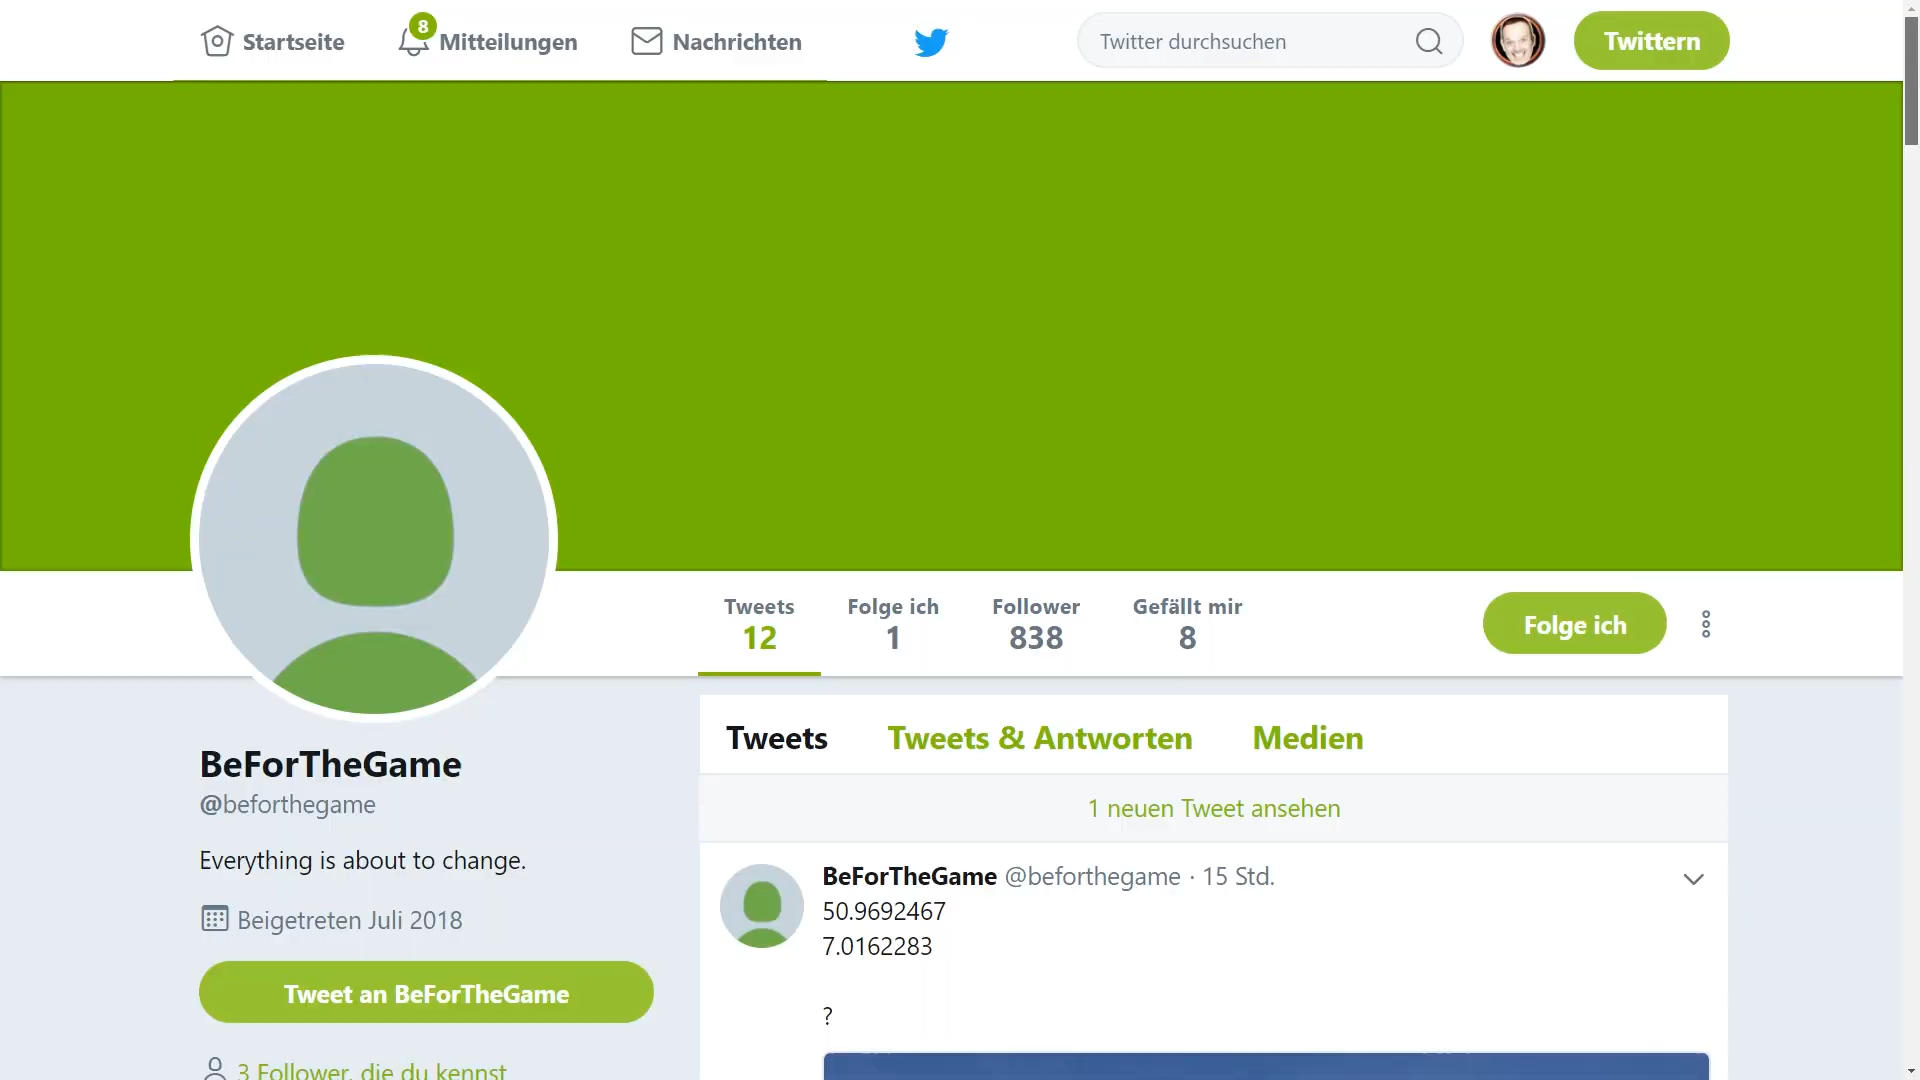 Startseite
8
Mitteilungen
Nachrichten
Twitter durchsuchen
Twittern
Tweets
12
Folge ich
1
Follower
838
Gefällt mir
8
Folge ich
BeForTheGame
@beforthegame
Everything is about to change.
Beigetreten Juli 2018
Tweet an BeForTheGame
3 Follower, die du kennst
Tweets
Tweets & Antworten
Medien
1 neuen Tweet ansehen
BeForTheGame @beforthegame · 15 Std.
50.9692467
7.0162283
?